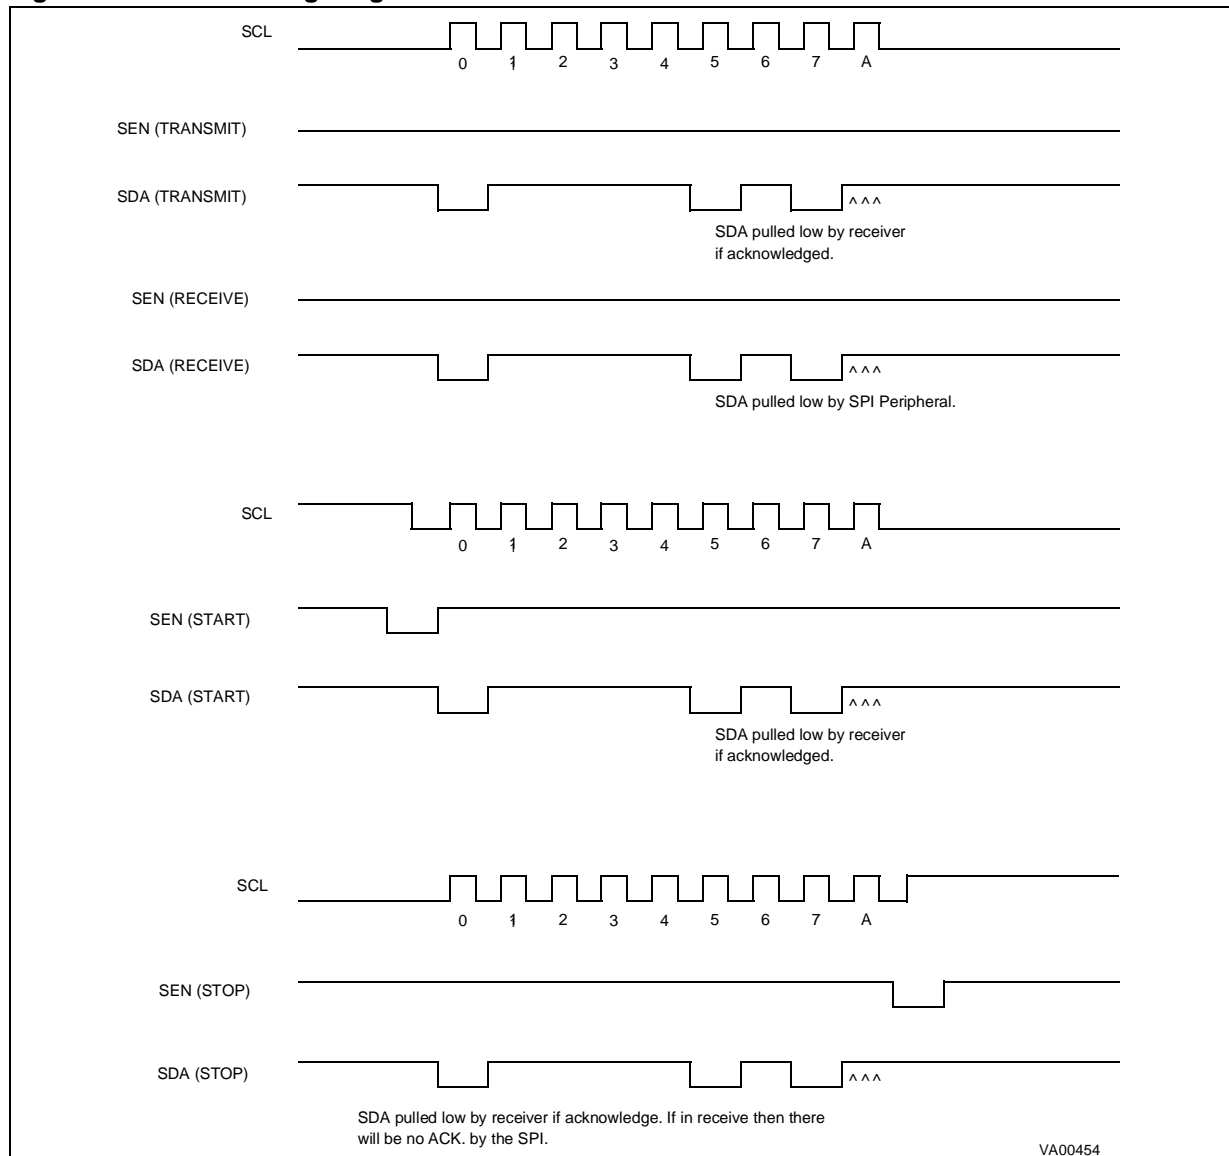 SCL
0 1 2 3 4 5 6 7 A
SEN (TRANSMIT)
SDA (TRANSMIT)
^ ^ ^
SDA pulled low by receiver
if acknowledged.
SEN (RECEIVE)
SDA (RECEIVE)
^ ^ ^
SDA pulled low by SPI Peripheral.
SCL
0 1 2 3 4 5 6 7 A
SEN (START)
SDA (START)
^ ^ ^
SDA pulled low by receiver
if acknowledged.
SCL
0 1 2 3 4 5 6 7 A
SEN (STOP)
SDA (STOP)
^ ^ ^
SDA pulled low by receiver if acknowledge. If in receive then there
will be no ACK. by the SPI.
VA00454